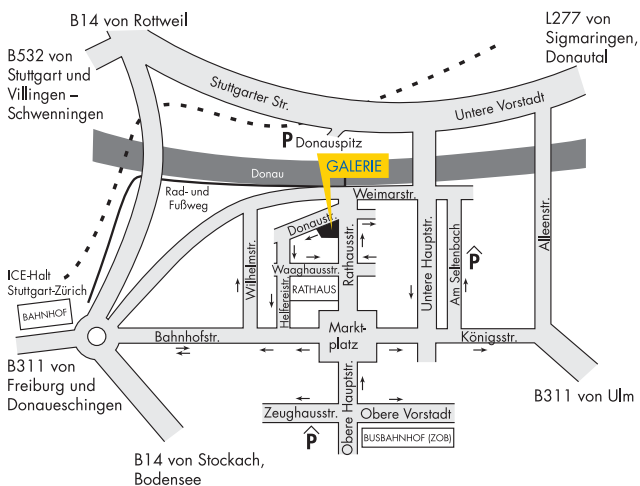 B14 von Rottweil
L277 von
Sigmaringen,
Donautal
B532 von
Stuttgart und
Villingen –
Schwenningen
Stuttgarter Str.
Untere Vorstadt
P Donauspitz
GALERIE
Donau
Rad- und
Fußweg
Weimarstr.
Donaustr.
Wilhelmstr.
Rathausstr.
Untere Hauptstr.
Am Seltenbach
Alleenstr.
P
Waaghausstr.
Helfereistr.
RATHAUS
ICE-Halt
Stuttgart-Zürich
BAHNHOF
Bahnhofstr.
Markt-
platz
Königsstr.
B311 von
Freiburg und
Donaueschingen
B311 von Ulm
Zeughausstr.
Obere Hauptstr.
Obere Vorstadt
P
BUSBAHNHOF (ZOB)
B14 von Stockach,
Bodensee